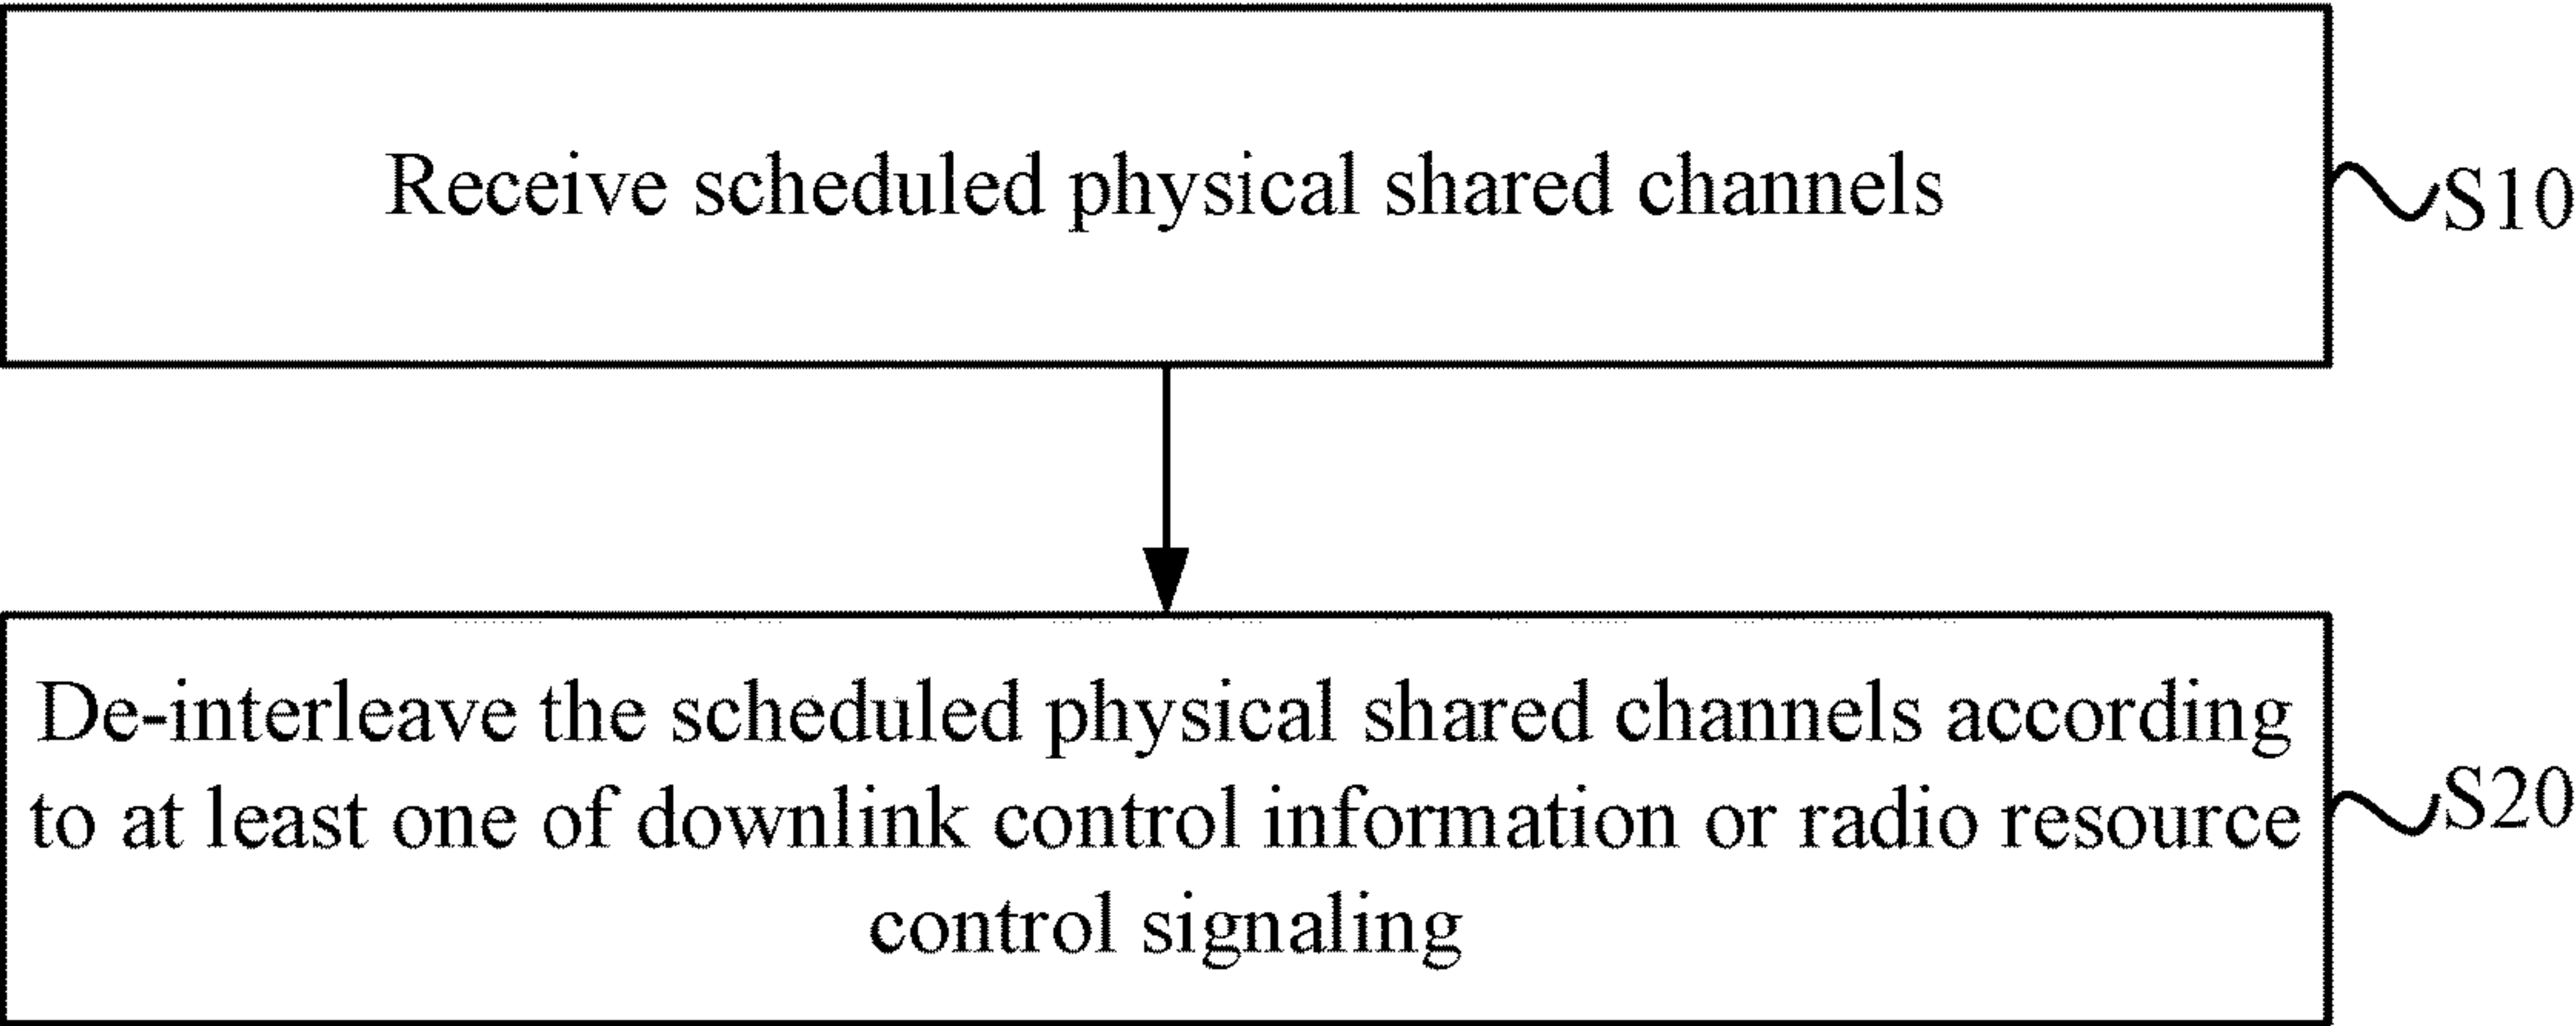 Receive scheduled physical shared channels
S10
De-interleave the scheduled physical shared channels according
to at least one of downlink control information or radio resource
control signaling
S20